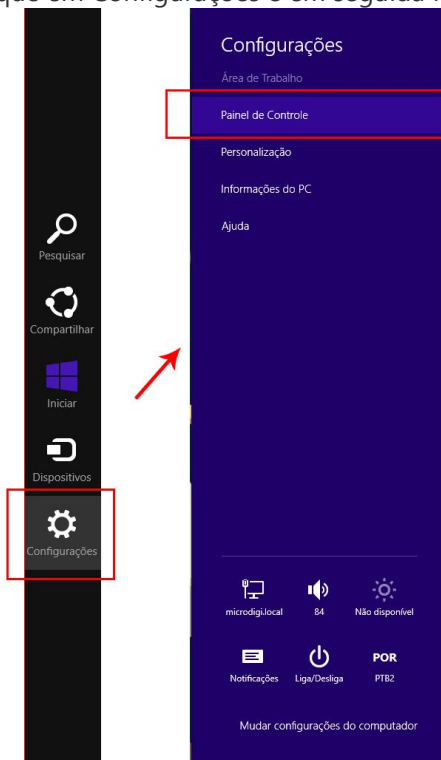 Pesquisar
Compartilhar
Iniciar
Dispositivos
Configurações
Configurações
Área de Trabalho
Painel de Controle
Personalização
Informações do PC
Ajuda
microdigi.local
84
Não disponível
Notificações
Liga/Desliga
POR
PTB2
Mudar configurações do computador